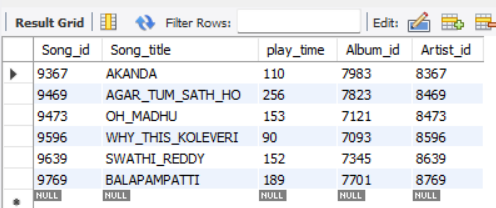 Result Grid Filter Rows: Edit:
Song_id Song_title play_time Album_id Artist_id
9367 AKANDA 110 7983 8367
9469 AGAR_TUM_SATH_HO 256 7823 8469
9473 OH_MADHU 153 7121 8473
9596 WHY_THIS_KOLEVERI 90 7093 8596
9639 SWATHI_REDDY 152 7345 8639
9769 BALAPAMPATTI 189 7701 8769
NULL NULL NULL NULL NULL